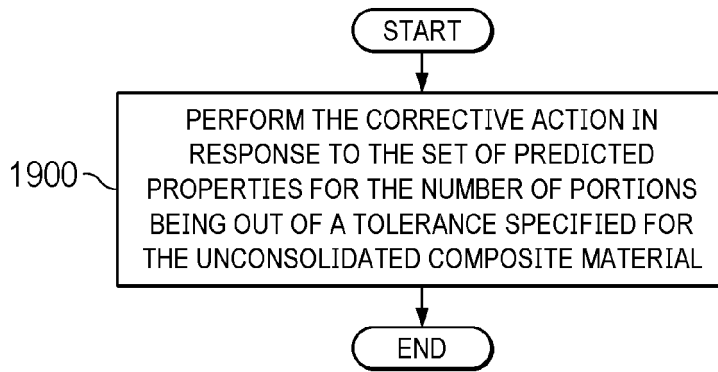 START
PERFORM THE CORRECTIVE ACTION IN
RESPONSE TO THE SET OF PREDICTED
1900
PROPERTIES FOR THE NUMBER OF PORTIONS
BEING OUT OF A TOLERANCE SPECIFIED FOR
THE UNCONSOLIDATED COMPOSITE MATERIAL
END